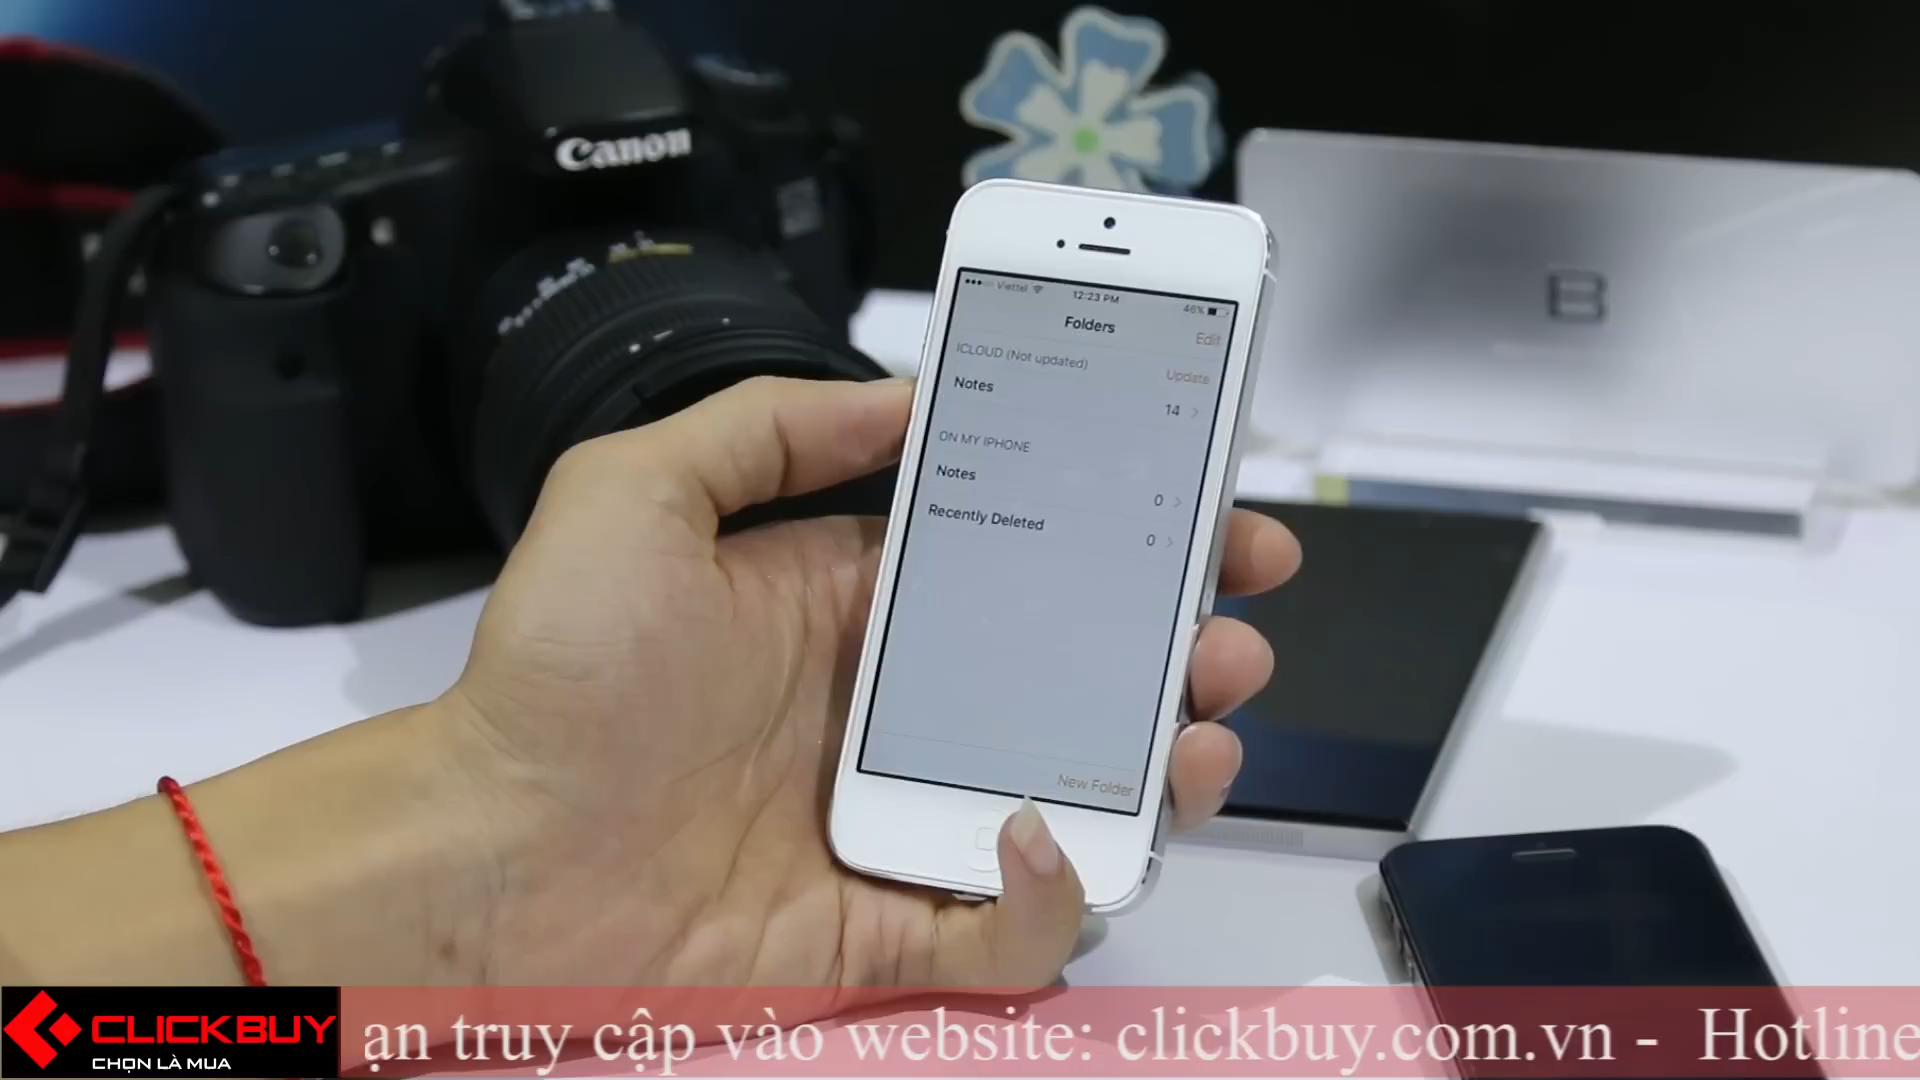 Canon
B
Viettel 12:23 PM 46%
Folders
Edit
ICLOUD (Not updated)
Update
Notes
14
ON MY IPHONE
Notes
0
Recently Deleted
0
New Folder
CLICKBUY
CHỌN LÀ MUA
ạn truy cập vào website: clickbuy.com.vn - Hotline